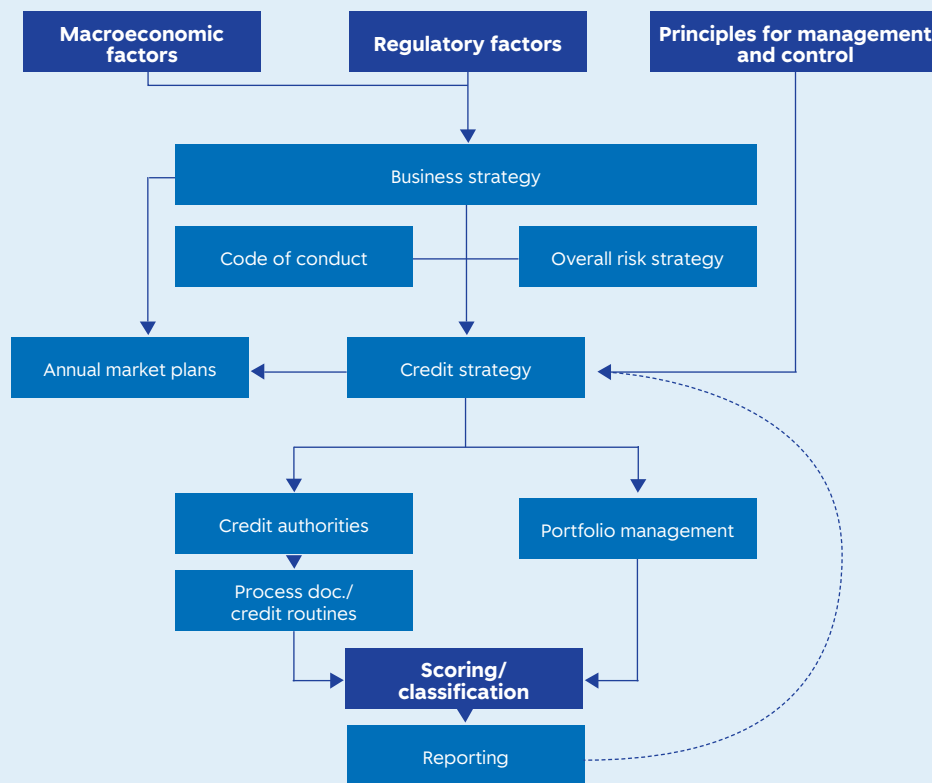 Macroeconomic
factors
Regulatory factors
Principles for management
and control
Business strategy
Code of conduct
Overall risk strategy
Annual market plans
Credit strategy
Credit authorities
Portfolio management
Process doc./
credit routines
Scoring/
classification
Reporting